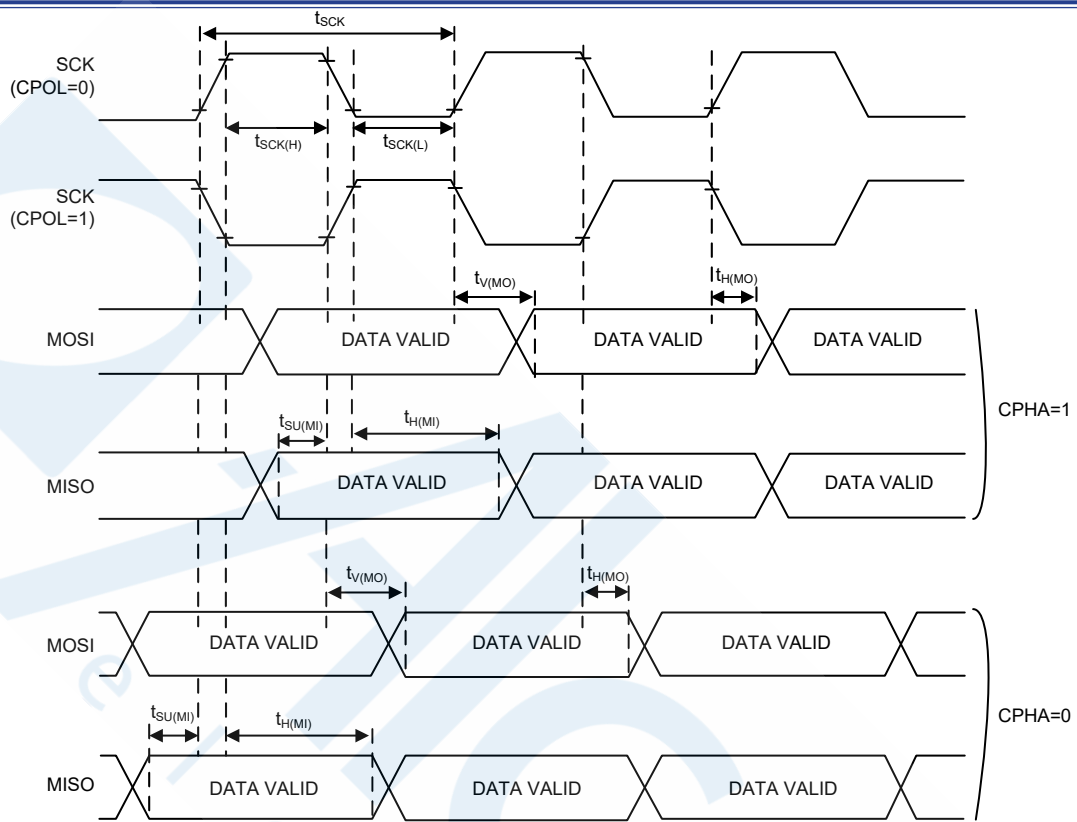 tSCK
SCK
(CPOL=0)
tSCK(H)
tSCK(L)
SCK
(CPOL=1)
tV(MO)
tH(MO)
MOSI
DATA VALID
DATA VALID
DATA VALID
CPHA=1
tSU(MI)
tH(MI)
MISO
DATA VALID
DATA VALID
DATA VALID
tV(MO)
tH(MO)
MOSI
DATA VALID
DATA VALID
DATA VALID
CPHA=0
tSU(MI)
tH(MI)
MISO
DATA VALID
DATA VALID
DATA VALID